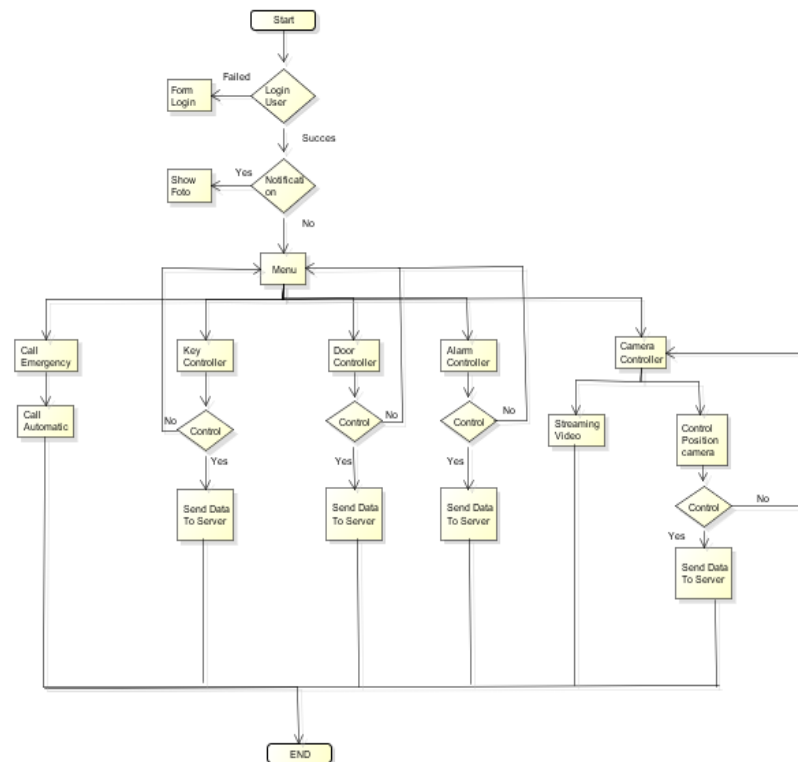 Start
Failed
Form
Login
Login
User
Succes
Yes
Show
Foto
Notificati
on
No
Menu
Call
Emergency
Key
Controller
Door
Controller
Alarm
Controller
Camera
Controller
Call
Automatic
No
Control
Control
No
Control
No
Streaming
Video
Control
Position
camera
Yes
Yes
Yes
Send Data
To Server
Send Data
To Server
Send Data
To Server
Control
No
Yes
Send Data
To Server
END